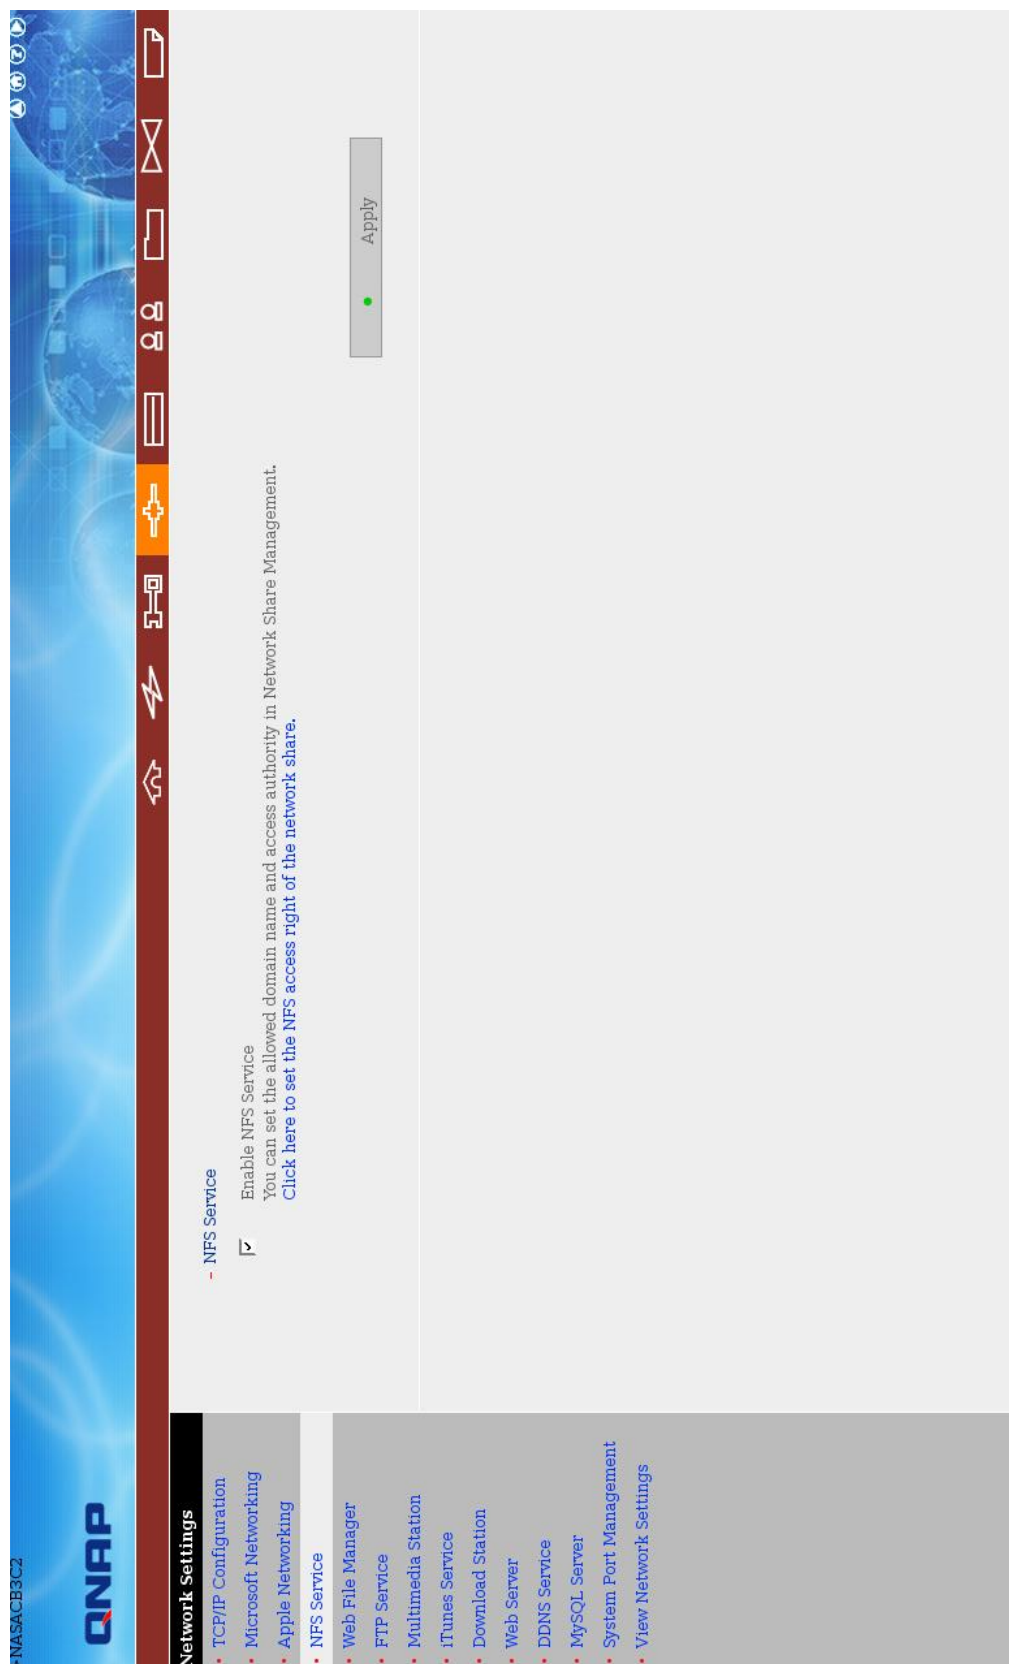 NASACB3C2
QNAP
Network Settings
TCP/IP Configuration
Microsoft Networking
Apple Networking
NFS Service
Web File Manager
FTP Service
Multimedia Station
iTunes Service
Download Station
Web Server
DDNS Service
MySQL Server
System Port Management
View Network Settings
- NFS Service
Enable NFS Service
You can set the allowed domain name and access authority in Network Share Management.
Click here to set the NFS access right of the network share.
Apply